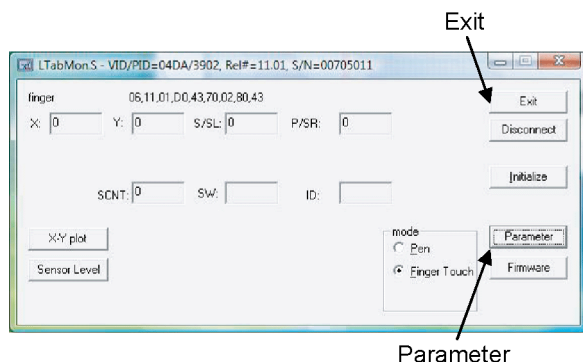 Exit
LTabMon.S - VID/PID=04DA/3902, Rel#=11.01, S/N=00705011
finger 06,11,01,D0,43,70,02,80,43
Exit
X: 0 Y: 0 S/SL: 0 P/SR: 0
Disconnect
Initialize
SCNT: 0 SW: ID:
X-Y plot
mode
Parameter
Pen
Sensor Level
Finger Touch
Firmware
Parameter